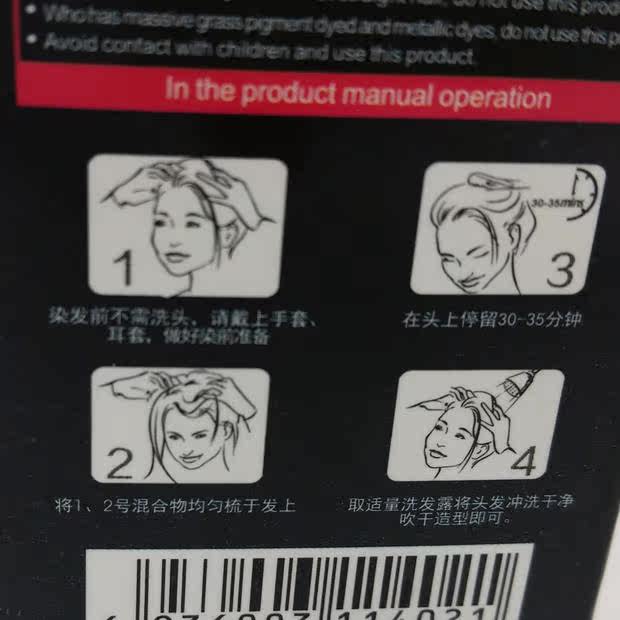 do not use this prod
• Who has massive grass pigment dyed and metallic dyes, do not use this p
• Avoid contact with children and use this product.
In the product manual operation
1
染发前不需洗头，请戴上手套、
耳套，做好染前准备
30-35mins
3
在头上停留30-35分钟
2
将1、2号混合物均匀梳于发上
4
取适量洗发露将头发冲洗干净
吹干造型即可。